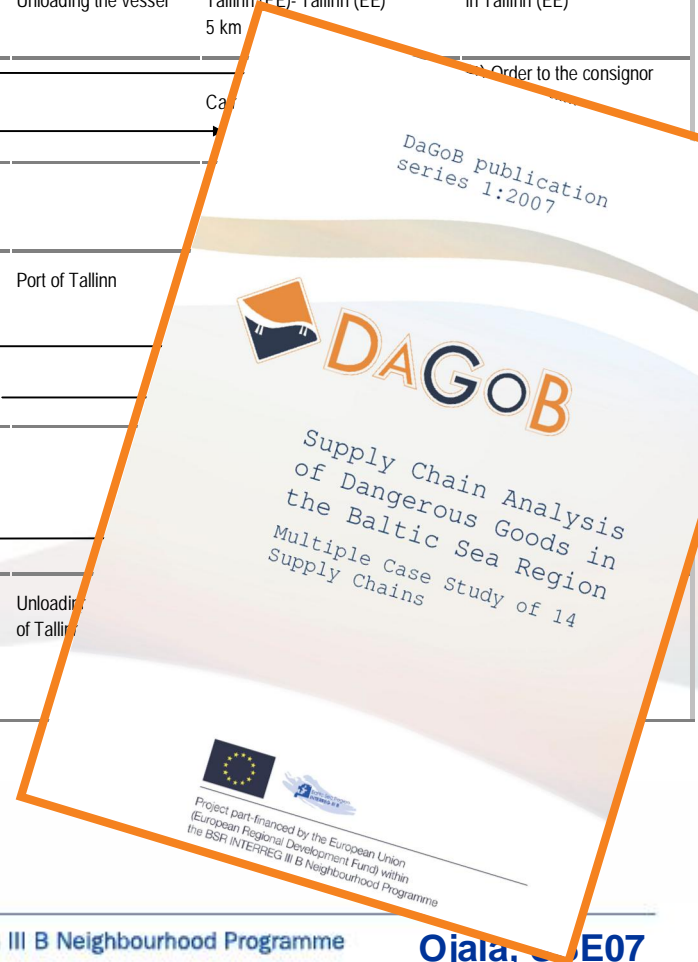 Unloading the vessel
Tallinn (EE)- Tallinn (EE)
in Tallinn (EE)
5 km
Order to the consignor
DaGoB publication
series 1:2007
Port of Tallinn
DAGOB
Supply Chain Analysis
of Dangerous Goods in
the Baltic Sea Region
Multiple Case Study of 14
Supply Chains
of
Project part-financed by the European Union
(European Regional Development Fund) within
the BSR INTERREG III B Neighbourhood Programme
III B Neighbourhood Programme
Ojala,